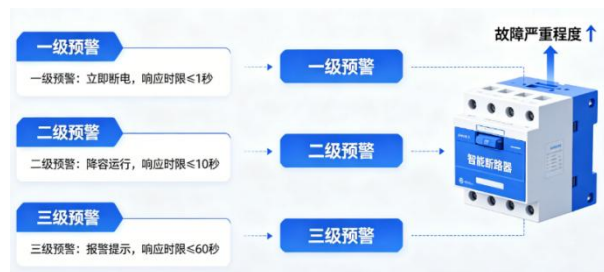 故障严重程度
一级预警
一级预警：立即断电，响应时限≤1秒
一级预警
二级预警
二级预警：降容运行，响应时限≤10秒
二级预警
智能断路器
三级预警
三级预警：报警提示，响应时限≤60秒
三级预警